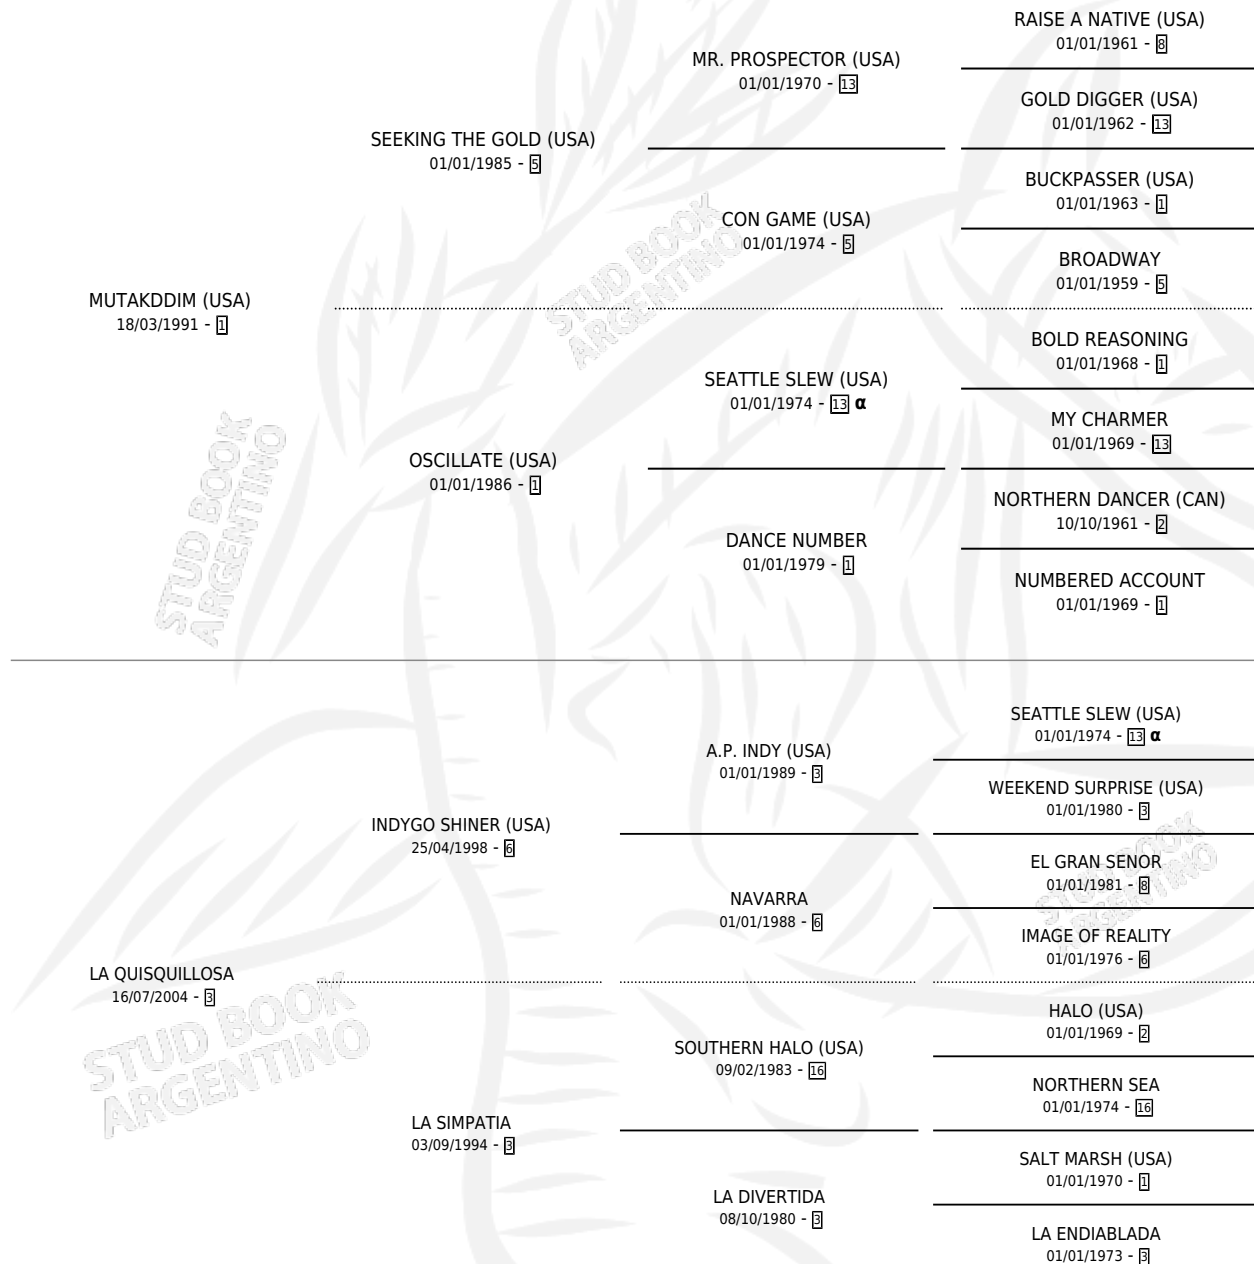 RAISE A NATIVE (USA)
01/01/1961 - 8
MR. PROSPECTOR (USA)
01/01/1970 - 13
GOLD DIGGER (USA)
01/01/1962 - 13
SEEKING THE GOLD (USA)
01/01/1985 - 5
BUCKPASSER (USA)
01/01/1963 - 1
CON GAME (USA)
01/01/1974 - 5
BROADWAY
01/01/1959 - 5
MUTAKDDIM (USA)
18/03/1991 - 1
BOLD REASONING
01/01/1968 - 1
SEATTLE SLEW (USA)
01/01/1974 - 13 α
MY CHARMER
01/01/1969 - 13
OSCILLATE (USA)
01/01/1986 - 1
NORTHERN DANCER (CAN)
10/10/1961 - 2
DANCE NUMBER
01/01/1979 - 1
NUMBERED ACCOUNT
01/01/1969 - 1
SEATTLE SLEW (USA)
01/01/1974 - 13 α
A.P. INDY (USA)
01/01/1989 - 3
WEEKEND SURPRISE (USA)
01/01/1980 - 3
INDYGO SHINER (USA)
25/04/1998 - 6
EL GRAN SENOR
01/01/1981 - 8
NAVARRA
01/01/1988 - 6
IMAGE OF REALITY
01/01/1976 - 6
LA QUISQUILLOSA
16/07/2004 - 3
HALO (USA)
01/01/1969 - 2
SOUTHERN HALO (USA)
09/02/1983 - 16
NORTHERN SEA
01/01/1974 - 16
LA SIMPATIA
03/09/1994 - 3
SALT MARSH (USA)
01/01/1970 - 1
LA DIVERTIDA
08/10/1980 - 3
LA ENDIABLADA
01/01/1973 - 3
STUD BOOK
ARGENTINO
STUD BOOK
ARGENTINO
STUD BOOK
ARGENTINO
STUD BOOK
ARGENTINO